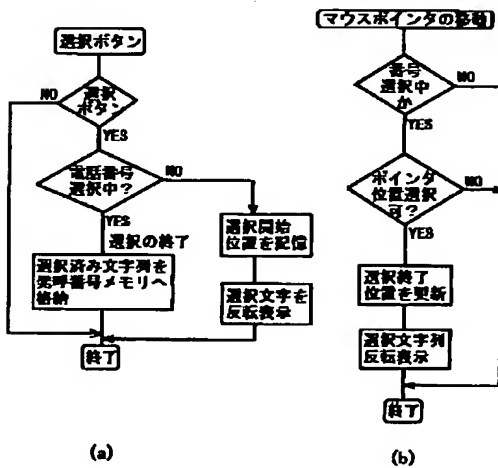 選択ボタン
選択
ボタン
NO
YES
電話番号
選択中?
NO
YES
選択の終了
選択済み文字列を
発呼番号メモリへ
格納
選択開始
位置を記憶
選択文字を
反転表示
終了
(a)
マウスポインタの移動
番号
選択中
か
NO
YES
ポインタ
位置選択
可?
NO
YES
選択終了
位置を更新
選択文字列
反転表示
終了
(b)